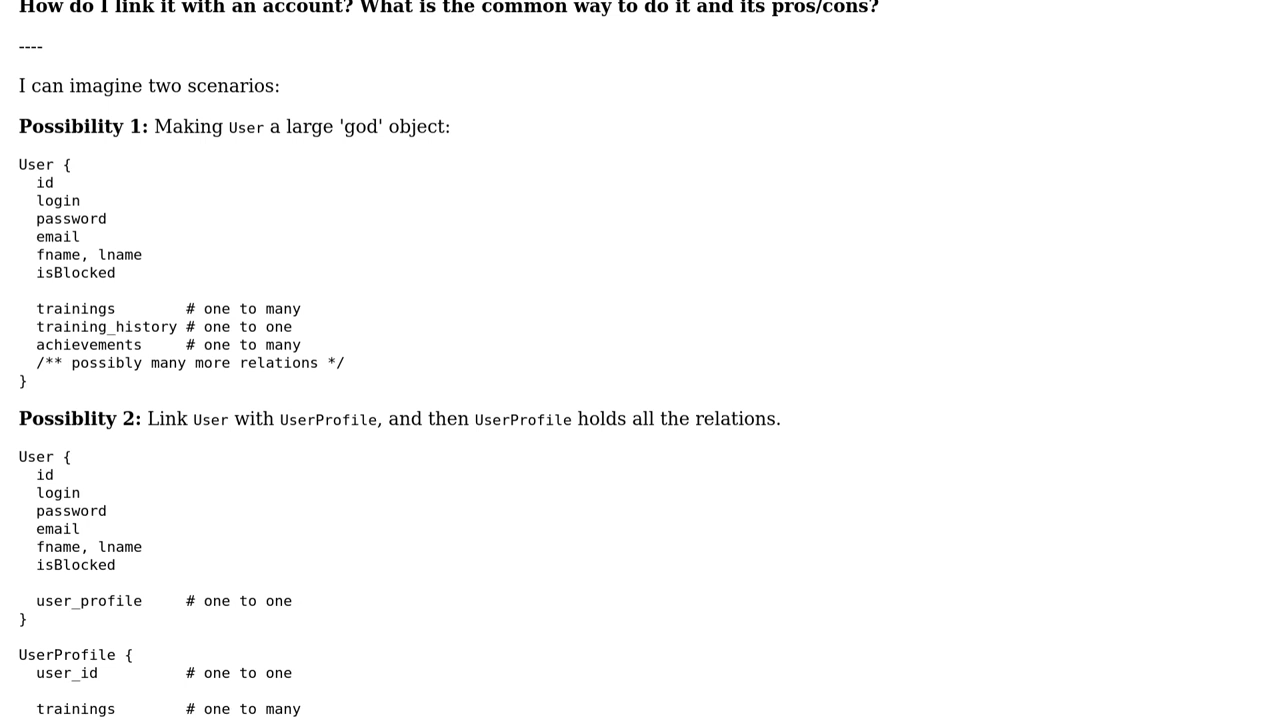 How do I link it with an account? What is the common way to do it and its pros/cons?
----
I can imagine two scenarios:
Possibility 1: Making User a large 'god' object:
User {
  id
  login
  password
  email
  fname, lname
  isBlocked

  trainings        # one to many
  training_history # one to one
  achievements     # one to many
  /** possibly many more relations */
}
Possiblity 2: Link User with UserProfile, and then UserProfile holds all the relations.
User {
  id
  login
  password
  email
  fname, lname
  isBlocked

  user_profile     # one to one
}

UserProfile {
  user_id          # one to one

  trainings        # one to many